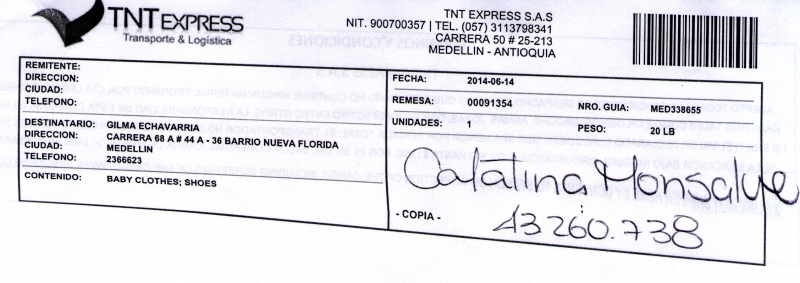 TNT EXPRESS
Transporte & Logística
TNT EXPRESS S.A.S
NIT. 900700357 | TEL. (057) 3113798341
CARRERA 50 # 25-213
MEDELLIN - ANTIOQUIA
REMITENTE:
DIRECCION:
CIUDAD:
TELEFONO:
DESTINATARIO: GILMA ECHAVARRIA
DIRECCION: CARRERA 68 A # 44 A - 36 BARRIO NUEVA FLORIDA
CIUDAD: MEDELLIN
TELEFONO: 2366623
CONTENIDO: BABY CLOTHES; SHOES
FECHA: 2014-06-14
REMESA: 00091354 NRO. GUIA: MED338655
UNIDADES: 1 PESO: 20 LB
Catalina Monsalve
- COPIA - 43260.738